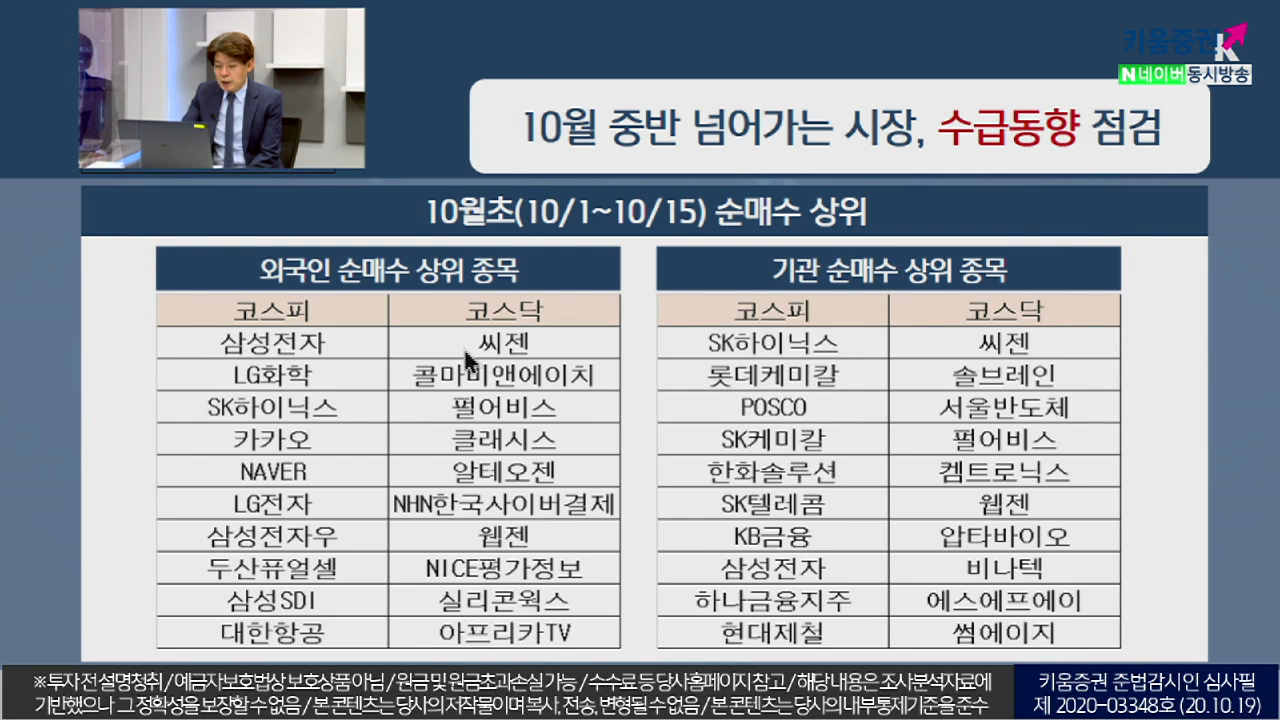 키움증권
N 네이버 동시방송
10월 중반 넘어가는 시장, 수급동향 점검
10월초(10/1~10/15) 순매수 상위
외국인 순매수 상위 종목
코스피 코스닥
삼성전자 씨젠
LG화학 콜마비앤에이치
SK하이닉스 펄어비스
카카오 클래시스
NAVER 알테오젠
LG전자 NHN한국사이버결제
삼성전자우 웹젠
두산퓨얼셀 NICE평가정보
삼성SDI 실리콘웍스
대한항공 아프리카TV
기관 순매수 상위 종목
코스피 코스닥
SK하이닉스 씨젠
롯데케미칼 솔브레인
POSCO 서울반도체
SK케미칼 펄어비스
한화솔루션 켐트로닉스
SK텔레콤 웹젠
KB금융 압타바이오
삼성전자 비나텍
하나금융지주 에스에프에이
현대제철 썸에이지
※ 투자 전 설명청취 / 예금자보호법상 보호상품 아님 / 원금 및 원금초과손실 가능 / 수수료 등 당사홈페이지 참고 / 해당 내용은 조사분석자료에
기반했으나 그 정확성을 보장할 수 없음 / 본 콘텐츠는 당사의 저작물이며 복사, 전송, 변형될 수 없음 / 본 콘텐츠는 당사의 내부통제기준을 준수
키움증권 준법감시인 심사필
제 2020-03348호 (20.10.19)